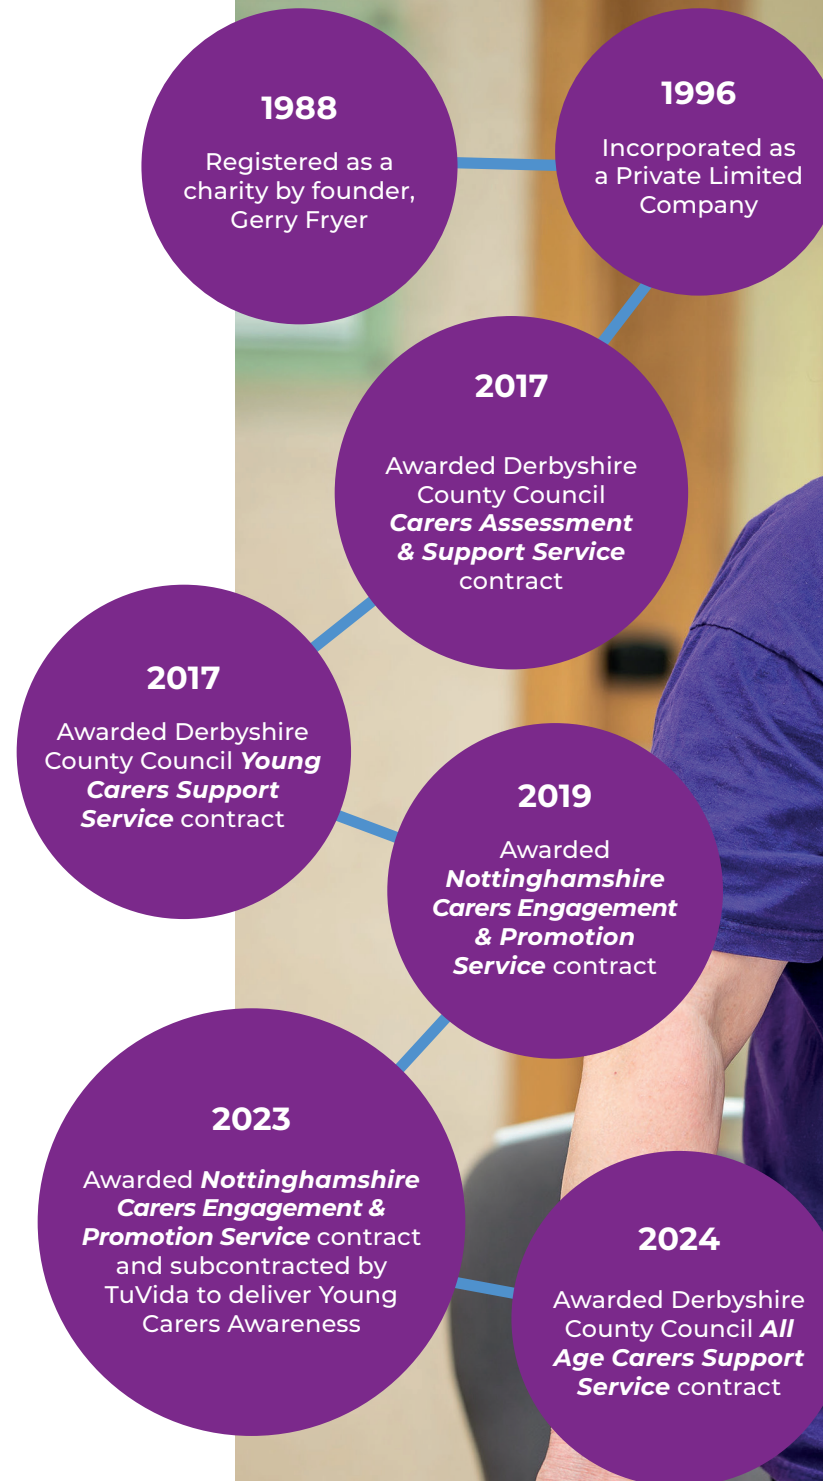 1988
Registered as a
charity by founder,
Gerry Fryer
1996
Incorporated as
a Private Limited
Company
2017
Awarded Derbyshire
County Council
Carers Assessment
& Support Service
contract
2017
Awarded Derbyshire
County Council Young
Carers Support
Service contract
2019
Awarded
Nottinghamshire
Carers Engagement
& Promotion
Service contract
2023
Awarded Nottinghamshire
Carers Engagement &
Promotion Service contract
and subcontracted by
TuVida to deliver Young
Carers Awareness
2024
Awarded Derbyshire
County Council All
Age Carers Support
Service contract